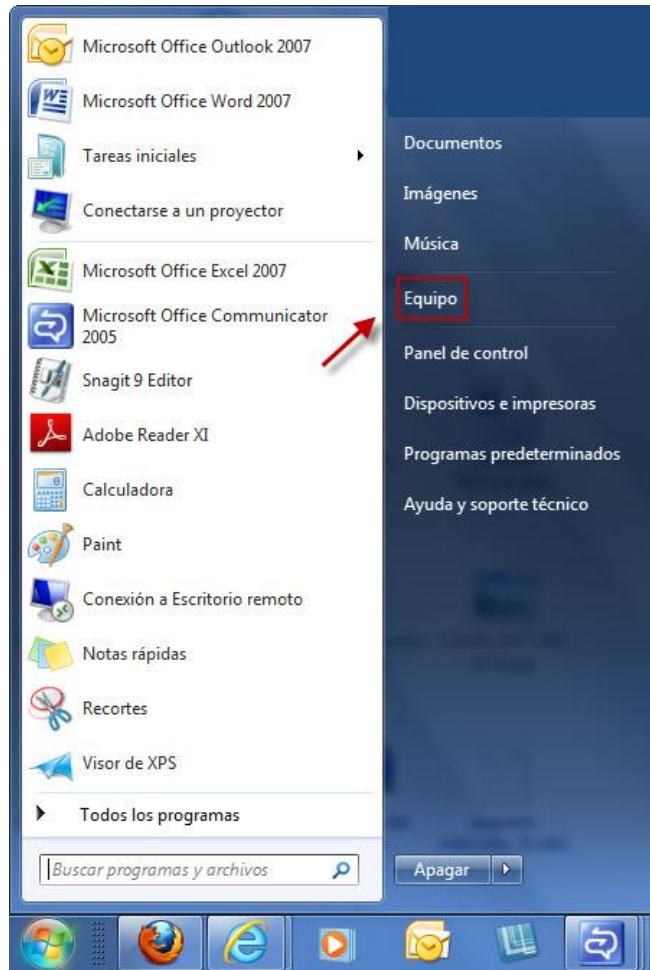 Microsoft Office Outlook 2007
Microsoft Office Word 2007
Tareas iniciales
Conectarse a un proyector
Microsoft Office Excel 2007
Microsoft Office Communicator
2005
Snagit 9 Editor
Adobe Reader XI
Calculadora
Paint
Conexión a Escritorio remoto
Notas rápidas
Recortes
Visor de XPS
Todos los programas
Buscar programas y archivos
Documentos
Imágenes
Música
Equipo
Panel de control
Dispositivos e impresoras
Programas predeterminados
Ayuda y soporte técnico
Apagar